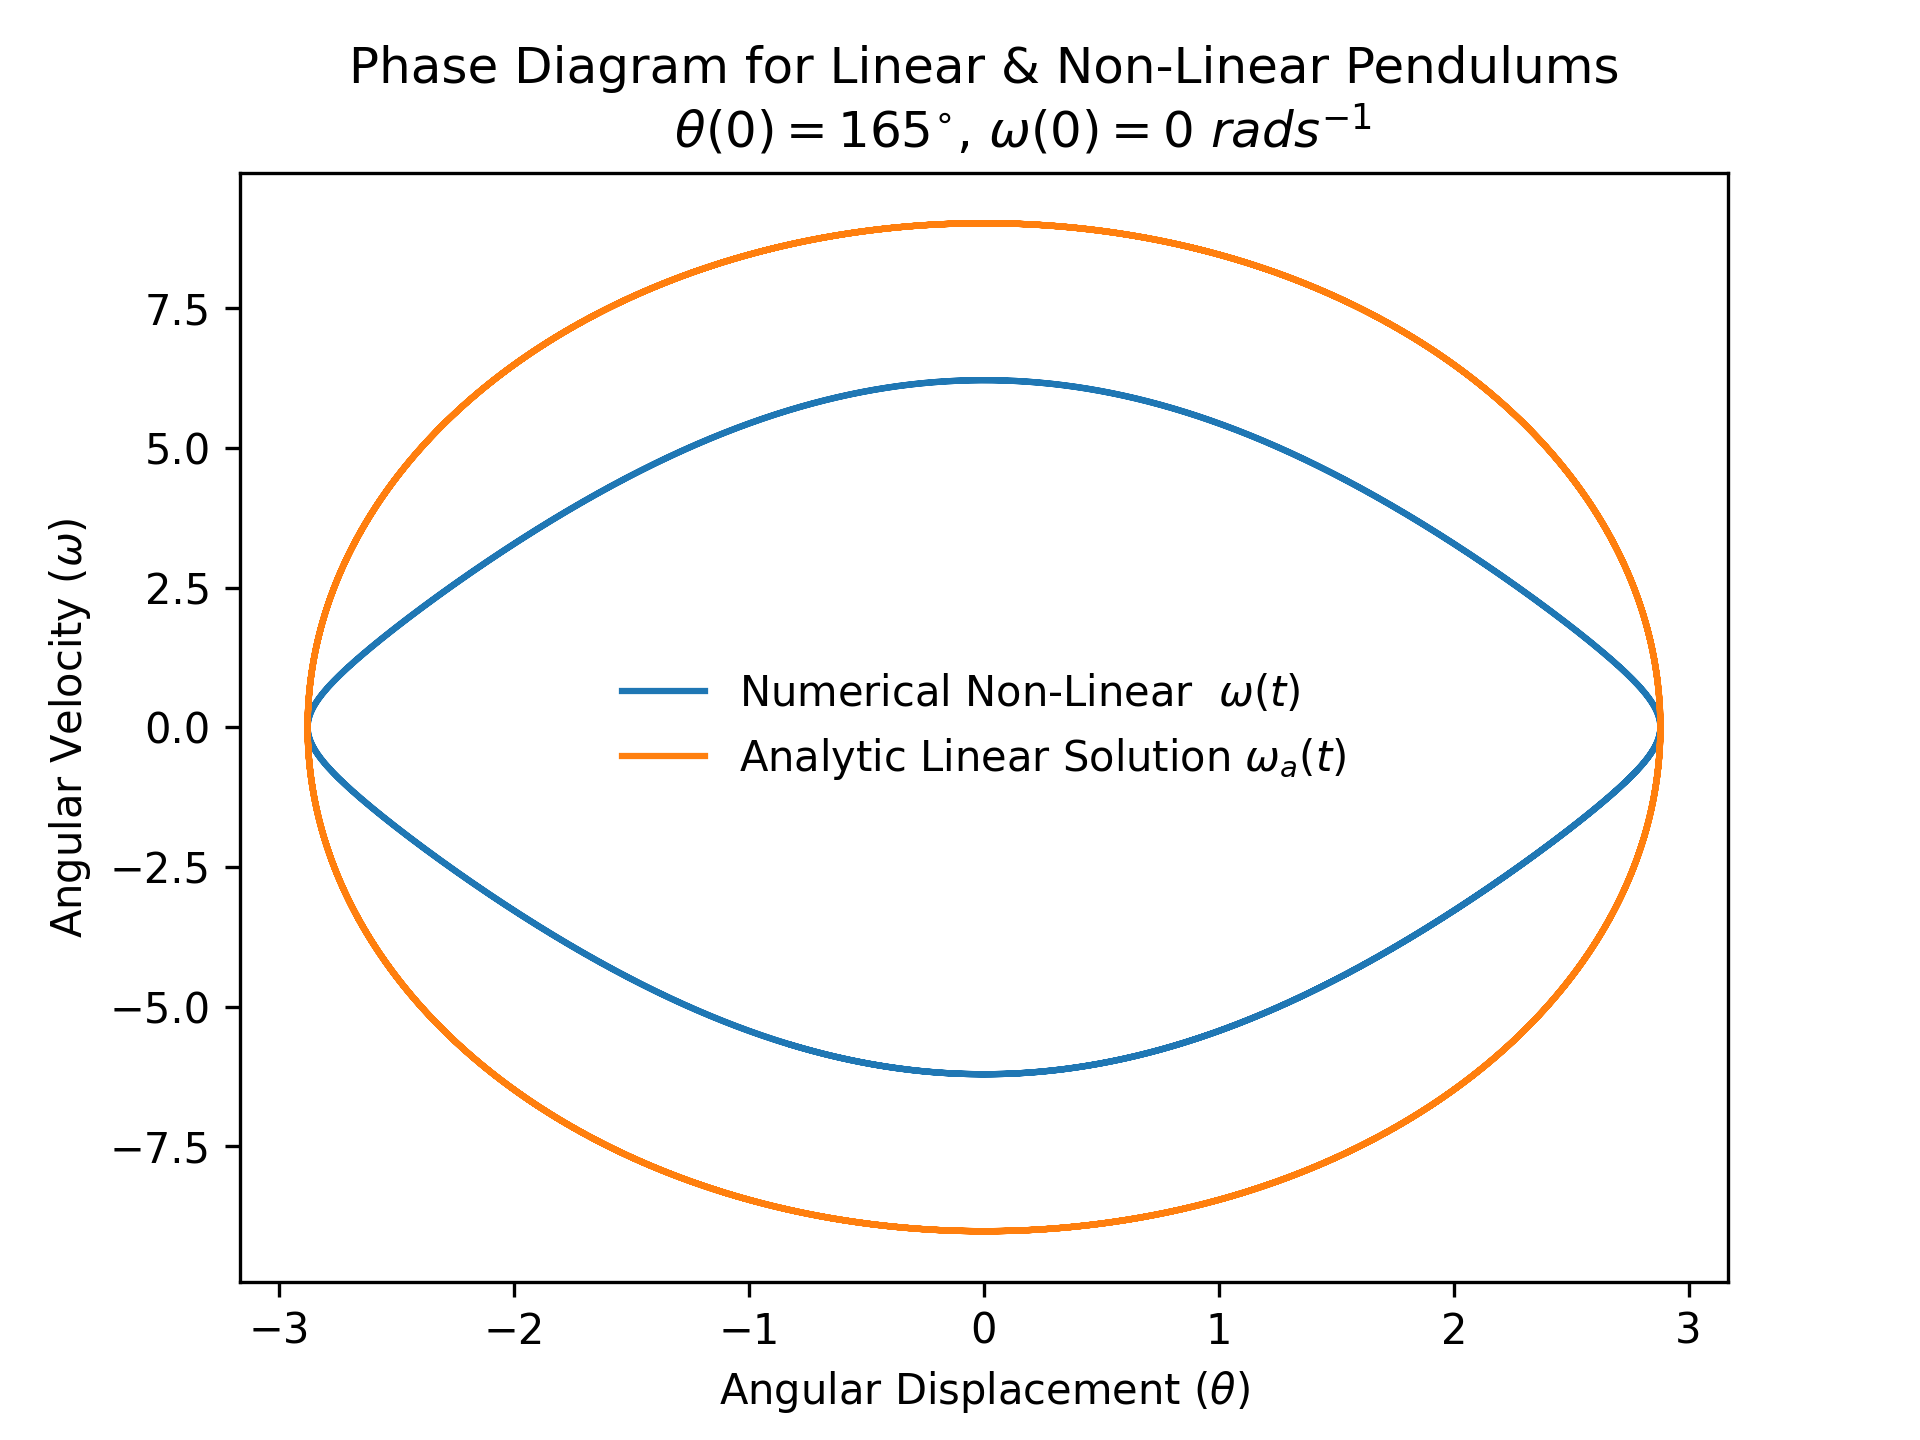 Phase Diagram for Linear & Non-Linear Pendulums
θ(0) = 165°, ω(0) = 0 rads⁻¹
7.5
5.0
2.5
0.0
−2.5
−5.0
−7.5
Angular Velocity (ω)
Numerical Non-Linear ω(t)
Analytic Linear Solution ωₐ(t)
−3 −2 −1 0 1 2 3
Angular Displacement (θ)